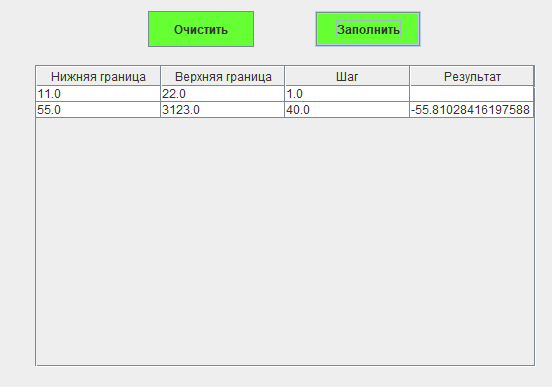 Очистить Заполнить
Нижняя граница Верхняя граница Шаг Результат
11.0 22.0 1.0
55.0 3123.0 40.0 -55.81028416197588